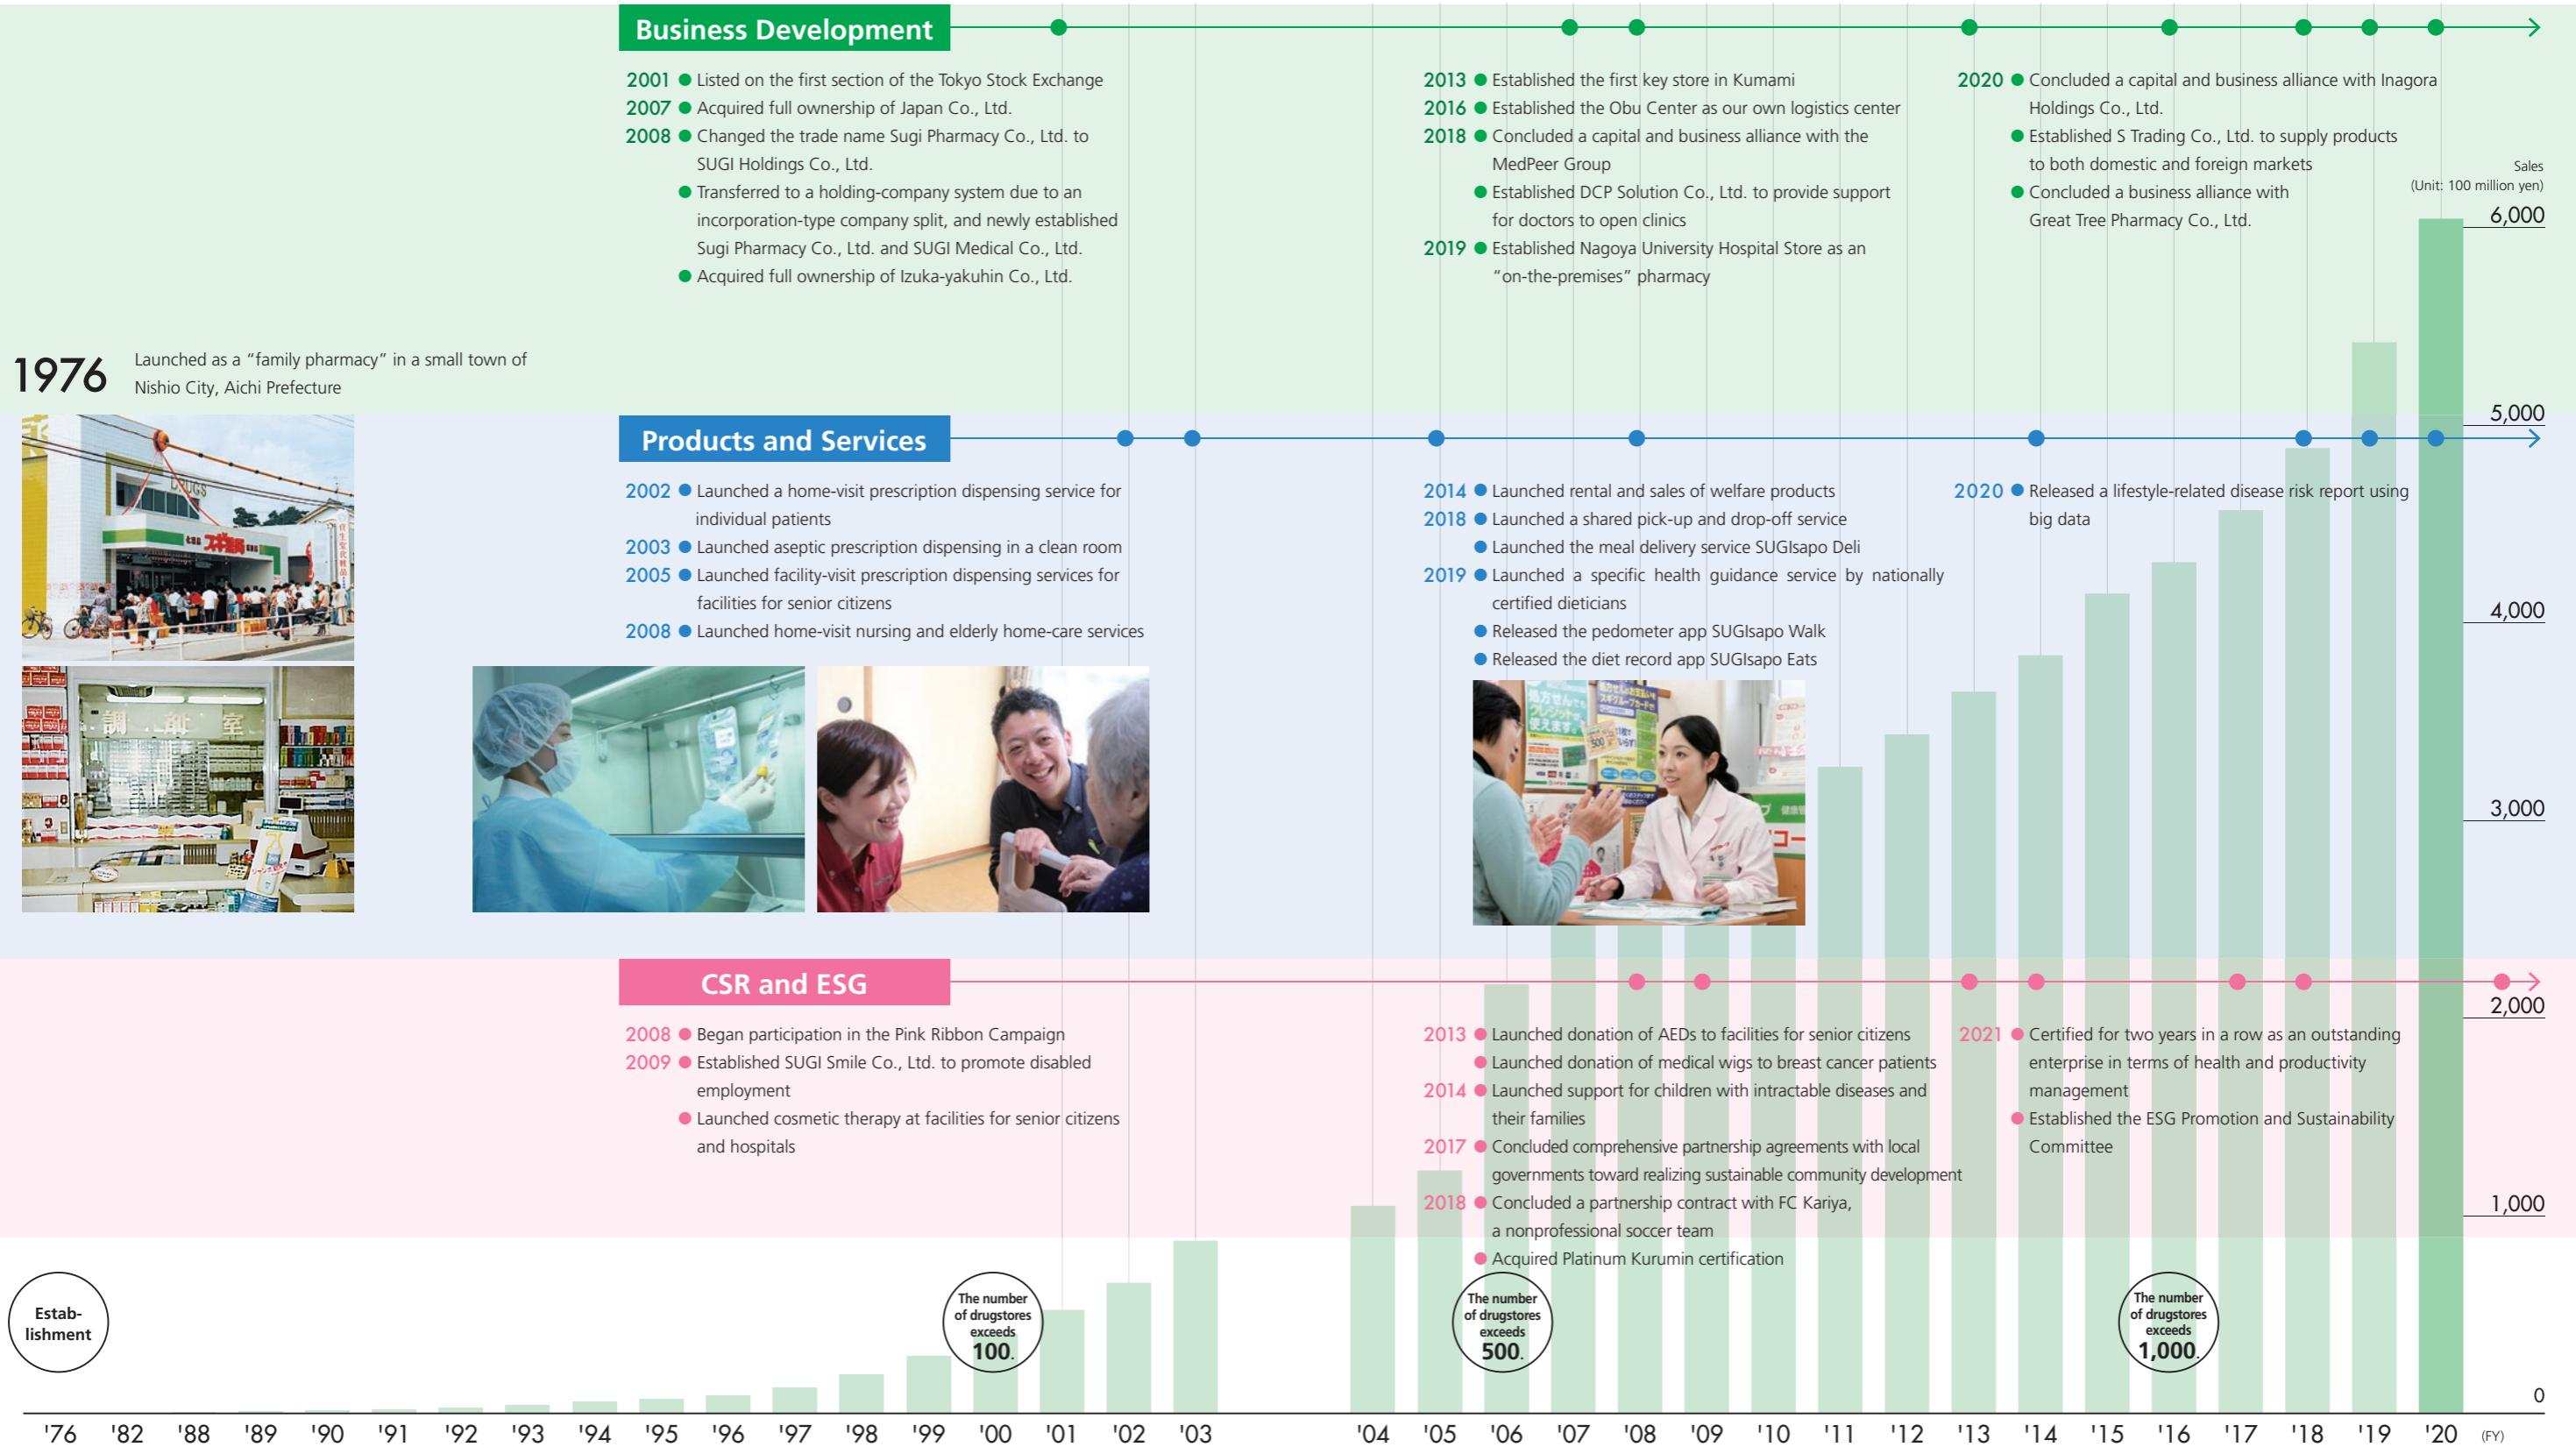 Business Development
2001 ● Listed on the first section of the Tokyo Stock Exchange
2007 ● Acquired full ownership of Japan Co., Ltd.
2008 ● Changed the trade name Sugi Pharmacy Co., Ltd. to
SUGI Holdings Co., Ltd.
● Transferred to a holding-company system due to an
incorporation-type company split, and newly established
Sugi Pharmacy Co., Ltd. and SUGI Medical Co., Ltd.
● Acquired full ownership of Izuka-yakuhin Co., Ltd.
2013 ● Established the first key store in Kumami
2016 ● Established the Obu Center as our own logistics center
2018 ● Concluded a capital and business alliance with the
MedPeer Group
● Established DCP Solution Co., Ltd. to provide support
for doctors to open clinics
2019 ● Established Nagoya University Hospital Store as an
“on-the-premises” pharmacy
2020 ● Concluded a capital and business alliance with Inagora
Holdings Co., Ltd.
● Established S Trading Co., Ltd. to supply products
to both domestic and foreign markets
● Concluded a business alliance with
Great Tree Pharmacy Co., Ltd.
Sales
(Unit: 100 million yen)
6,000
5,000
4,000
3,000
2,000
1,000
0
1976
Launched as a “family pharmacy” in a small town of
Nishio City, Aichi Prefecture
DRUGS
スギ薬局
調剤室
Products and Services
2002 ● Launched a home-visit prescription dispensing service for
individual patients
2003 ● Launched aseptic prescription dispensing in a clean room
2005 ● Launched facility-visit prescription dispensing services for
facilities for senior citizens
2008 ● Launched home-visit nursing and elderly home-care services
2014 ● Launched rental and sales of welfare products
2018 ● Launched a shared pick-up and drop-off service
● Launched the meal delivery service SUGIsapo Deli
2019 ● Launched a specific health guidance service by nationally
certified dieticians
● Released the pedometer app SUGIsapo Walk
● Released the diet record app SUGIsapo Eats
2020 ● Released a lifestyle-related disease risk report using
big data
処方せんでも
クレジット
使えます。
CSR and ESG
2008 ● Began participation in the Pink Ribbon Campaign
2009 ● Established SUGI Smile Co., Ltd. to promote disabled
employment
● Launched cosmetic therapy at facilities for senior citizens
and hospitals
2013 ● Launched donation of AEDs to facilities for senior citizens
● Launched donation of medical wigs to breast cancer patients
2014 ● Launched support for children with intractable diseases and
their families
2017 ● Concluded comprehensive partnership agreements with local
governments toward realizing sustainable community development
2018 ● Concluded a partnership contract with FC Kariya,
a nonprofessional soccer team
● Acquired Platinum Kurumin certification
2021 ● Certified for two years in a row as an outstanding
enterprise in terms of health and productivity
management
● Established the ESG Promotion and Sustainability
Committee
Estab-
lishment
The number
of drugstores
exceeds
100.
The number
of drugstores
exceeds
500.
The number
of drugstores
exceeds
1,000.
'76 '82 '88 '89 '90 '91 '92 '93 '94 '95 '96 '97 '98 '99 '00 '01 '02 '03 '04 '05 '06 '07 '08 '09 '10 '11 '12 '13 '14 '15 '16 '17 '18 '19 '20 (FY)